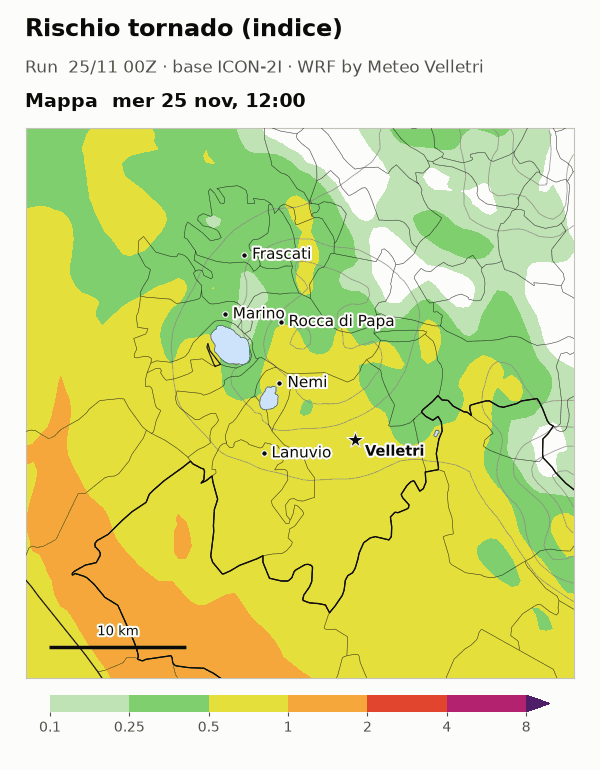 Rischio tornado (indice)
Run  25/11 00Z · base ICON-2I · WRF by Meteo Velletri
Mappa  mer 25 nov, 12:00
Frascati
Marino
Rocca di Papa
Nemi
Velletri
Lanuvio
10 km
0.1 0.25 0.5 1 2 4 8